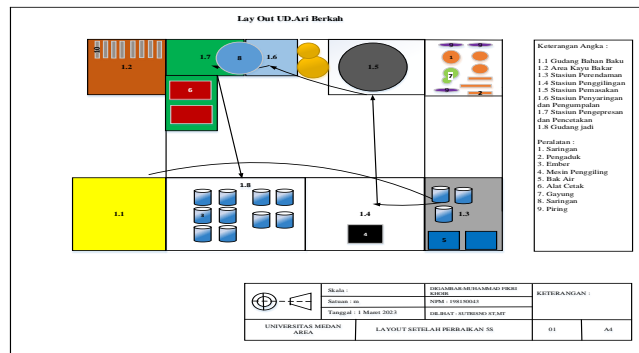 Lay Out UD.Ari Berkah
1.2
1.7
8
1.6
6
1.5
9
9
1
7
9
2
Keterangan Angka :
1.1 Gudang Bahan Baku
1.2 Area Kayu Bakar
1.3 Stasiun Perendaman
1.4 Stasiun Penggilingan
1.5 Stasiun Pemasakan
1.6 Stasiun Penyaringan
dan Pengumpalan
1.7 Stasiun Pengepresan
dan Pencetakan
1.8 Gudang jadi
Peralatan :
1. Saringan
2. Pengaduk
3. Ember
4. Mesin Penggiling
5. Bak Air
6. Alat Cetak
7. Gayung
8. Saringan
9. Piring
1.1
1.8
1.4
1.3
5
Skala :
DIGAMBAR:MUHAMMAD FIKRI
KHOIR
KETERANGAN :
Satuan : m
NPM : 198150043
Tanggal : 1 Maret 2023
DILIHAT : SUTRISNO ST.MT
UNIVERSITAS MEDAN
AREA
LAYOUT SETELAH PERBAIKAN 5S
01
A4